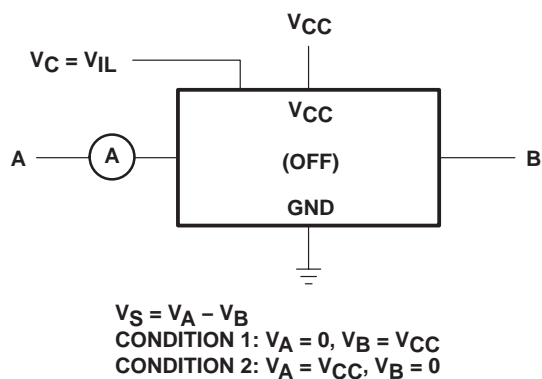 VCC
VC = VIL
VCC
A
A
(OFF)
B
GND
VS = VA – VB
CONDITION 1: VA = 0, VB = VCC
CONDITION 2: VA = VCC, VB = 0